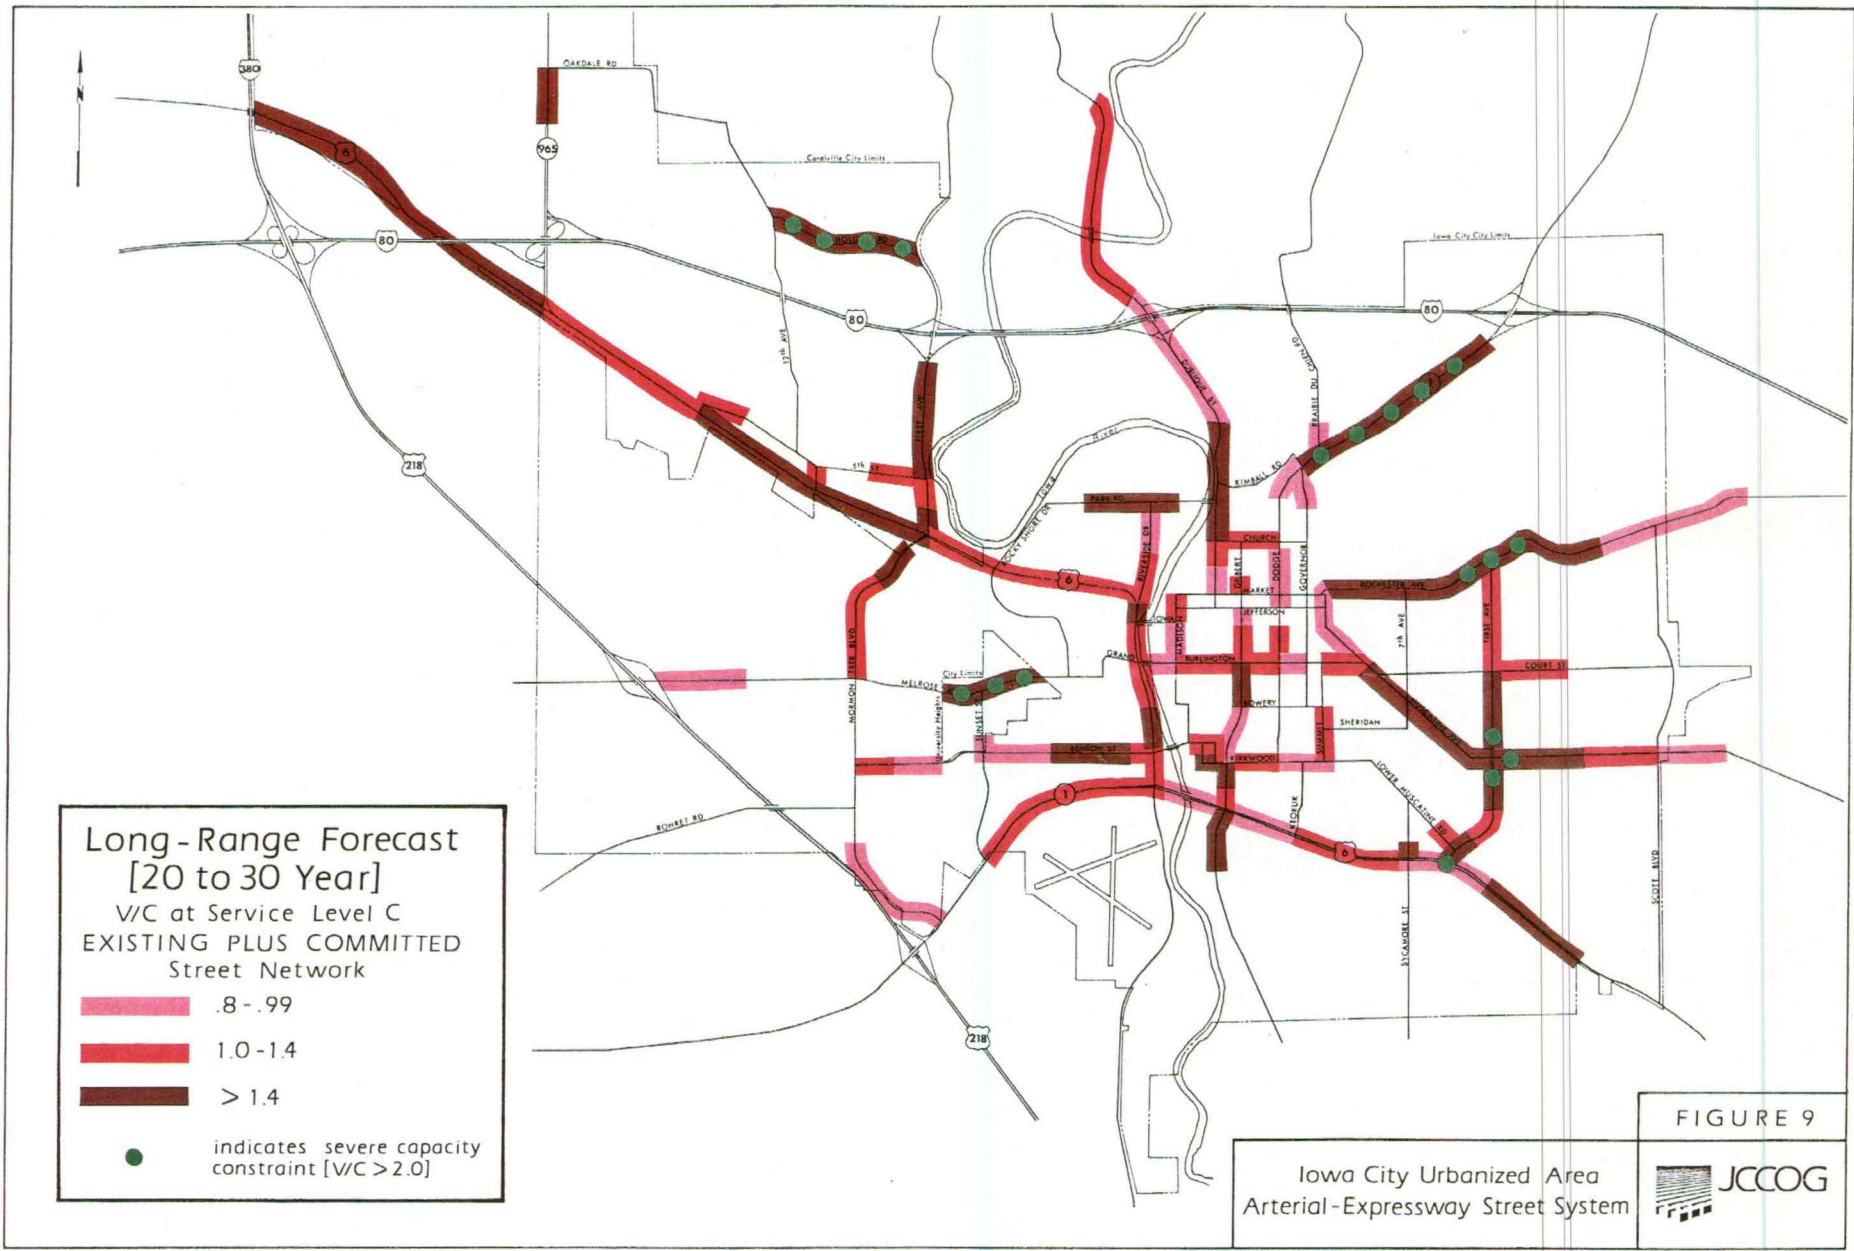 N
380
OAKDALE RD
6
965
Coralville City Limits
80
HOLIDAY RD
Iowa City City Limits
80
80
12th AVE
DUBUQUE ST
PRAIRIE DU CHIEN RD
1
FIRST AVE
218
5th ST
River
Iowa
KIMBALL RD
PARK RD
ROCKY SHORE DR
RIVERSIDE DR
CHURCH
GILBERT
DODGE
GOVERNOR
6
MARKET
ROCHESTER AVE
JEFFERSON
IOWA
MADISON
7th AVE
FIRST AVE
GRAND
BURLINGTON
COURT ST
MORMON TREK BLVD
City Limits
MELROSE
University Heights
SUNSET ST
BOWERY
SHERIDAN
SUMMIT
MUSCATINE AVE
BENTON ST
KIRKWOOD
LOWER MUSCATINE RD
1
KEOKUK
ROHRET RD
6
SCOTT BLVD
SYCAMORE ST
218
Long-Range Forecast
[20 to 30 Year]
V/C at Service Level C
EXISTING PLUS COMMITTED
Street Network
.8-.99
1.0-1.4
> 1.4
indicates severe capacity
constraint [V/C > 2.0]
FIGURE 9
Iowa City Urbanized Area
Arterial-Expressway Street System
JCCOG